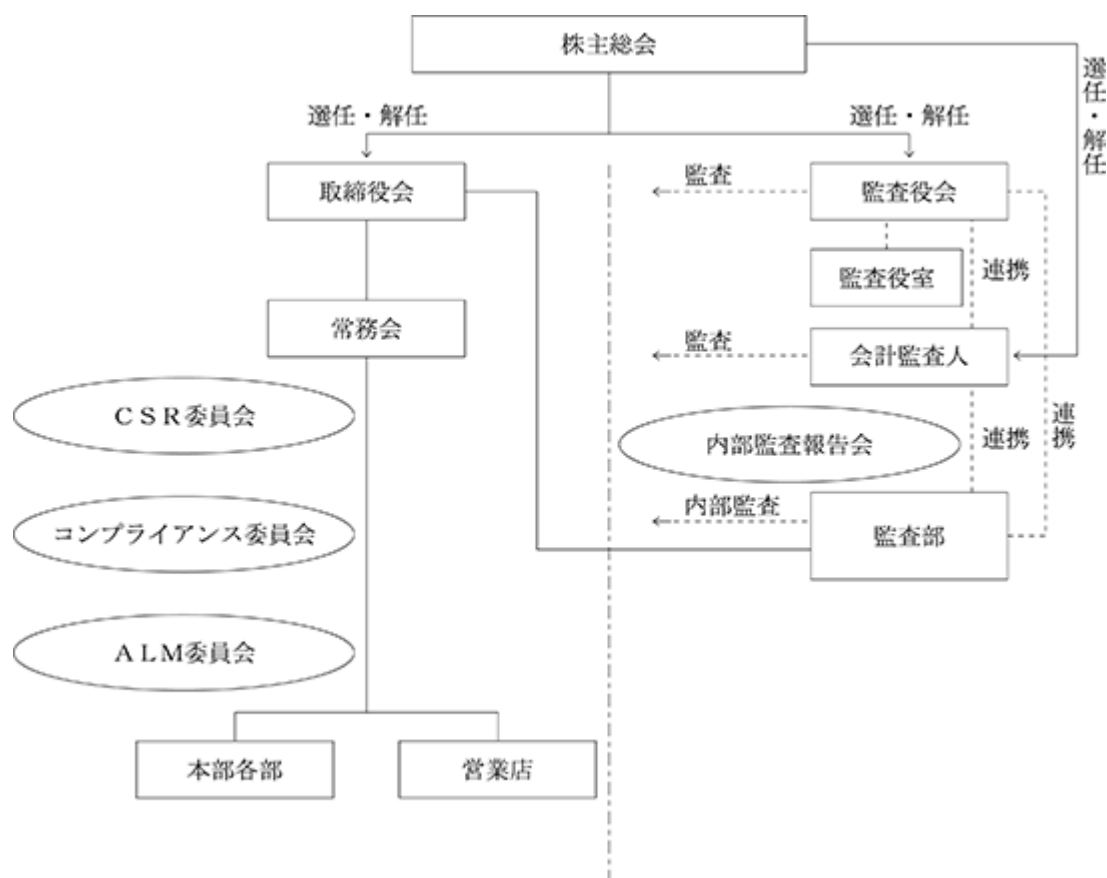 株主総会
選任・解任
選任・解任
選任・解任
取締役会
監査
監査役会
監査役室
連携
常務会
監査
会計監査人
CSR委員会
内部監査報告会
連携
連携
コンプライアンス委員会
内部監査
監査部
ALM委員会
本部各部
営業店